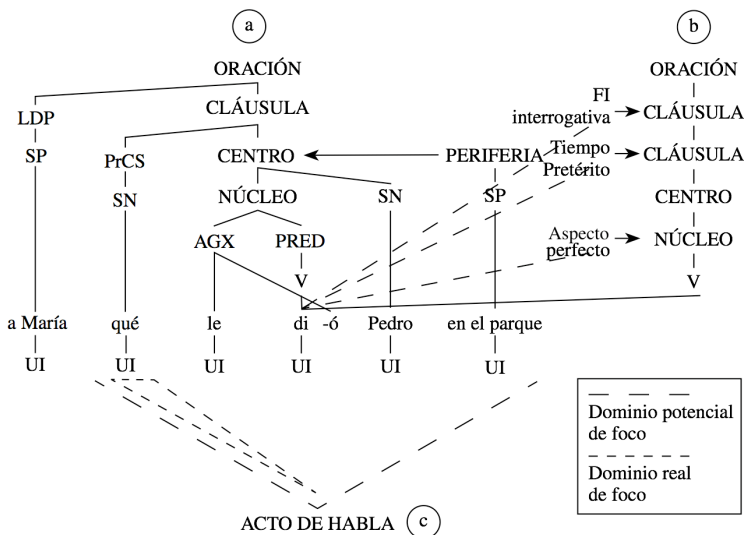 a
b
ORACIÓN
ORACIÓN
FI
interrogativa
LDP
CLÁUSULA
CLÁUSULA
SP
PrCS
CENTRO
PERIFERIA
Tiempo
Pretérito
CLÁUSULA
SN
NÚCLEO
SN
SP
CENTRO
AGX
PRED
Aspecto
perfecto
NÚCLEO
V
V
a María qué le di -ó Pedro en el parque
UI UI UI UI UI UI
Dominio potencial
de foco
Dominio real
de foco
ACTO DE HABLA c